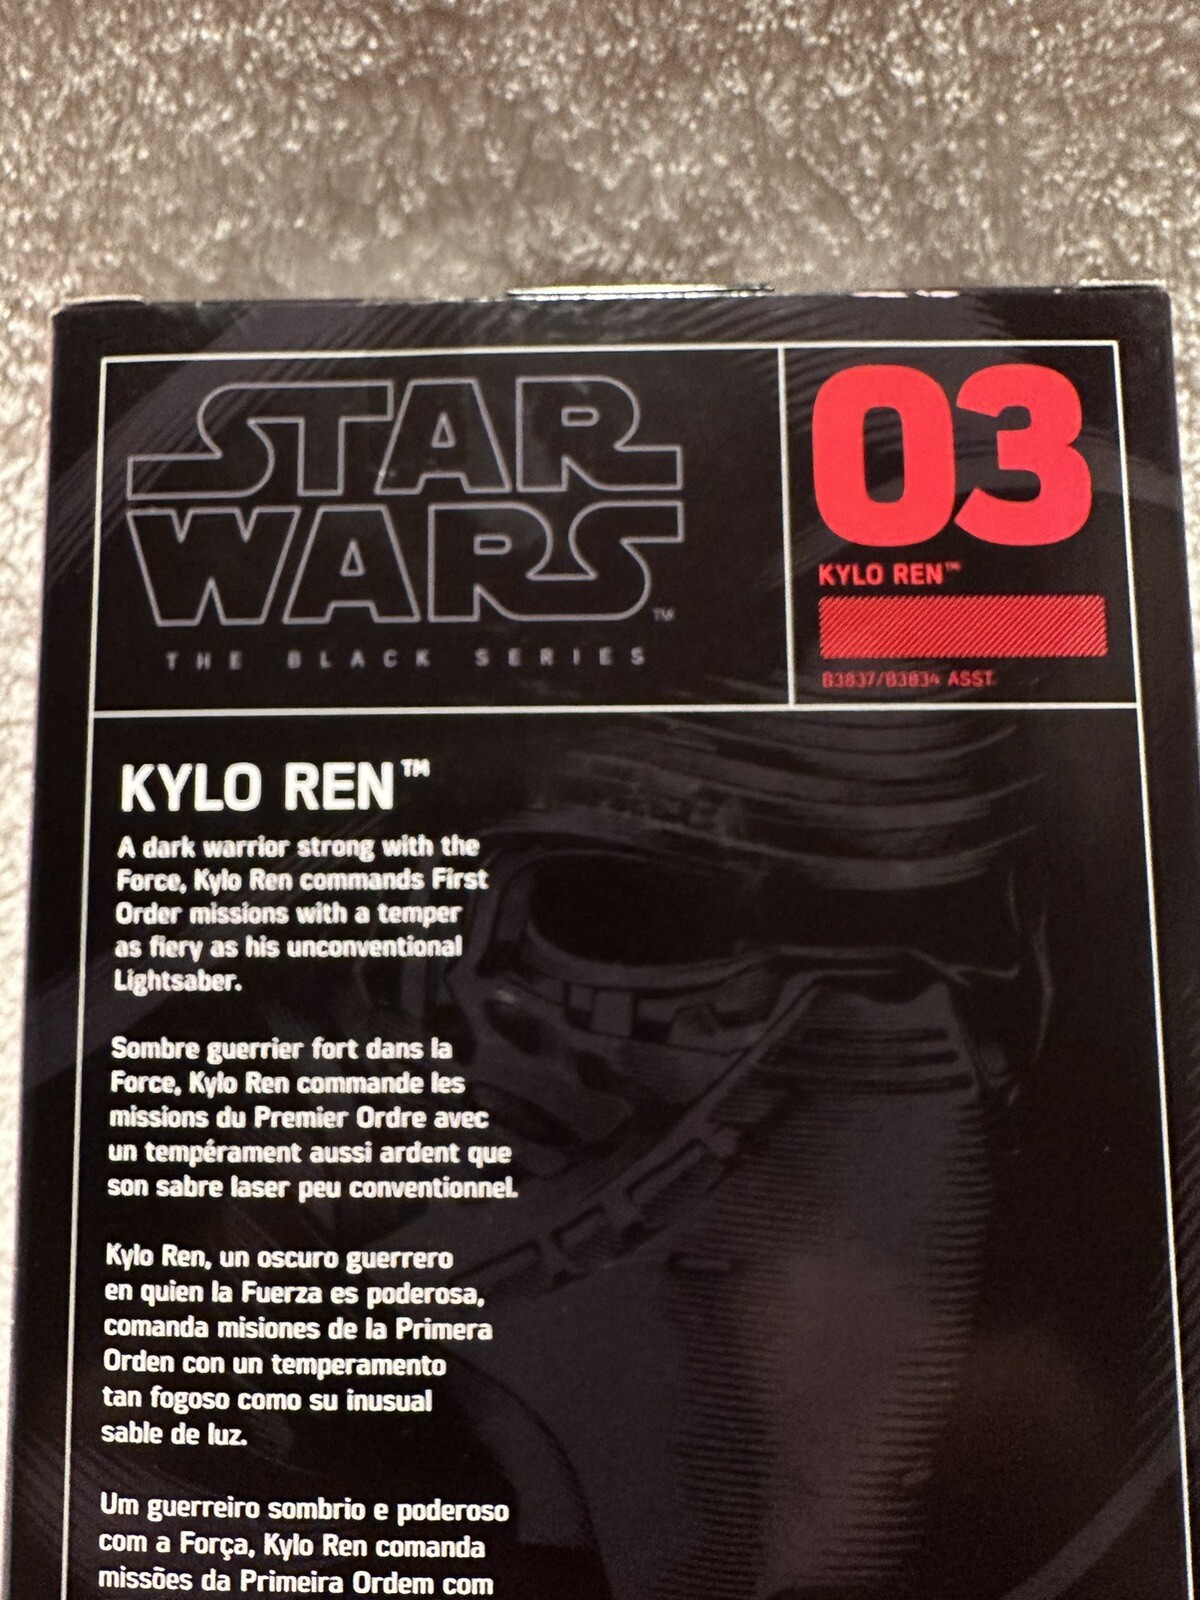 STAR
WARS™
THE BLACK SERIES
03
KYLO REN™
B3837/B3834 ASST.
KYLO REN™
A dark warrior strong with the
Force, Kylo Ren commands First
Order missions with a temper
as fiery as his unconventional
Lightsaber.
Sombre guerrier fort dans la
Force, Kylo Ren commande les
missions du Premier Ordre avec
un tempérament aussi ardent que
son sabre laser peu conventionnel.
Kylo Ren, un oscuro guerrero
en quien la Fuerza es poderosa,
comanda misiones de la Primera
Orden con un temperamento
tan fogoso como su inusual
sable de luz.
Um guerreiro sombrio e poderoso
com a Força, Kylo Ren comanda
missões da Primeira Ordem com